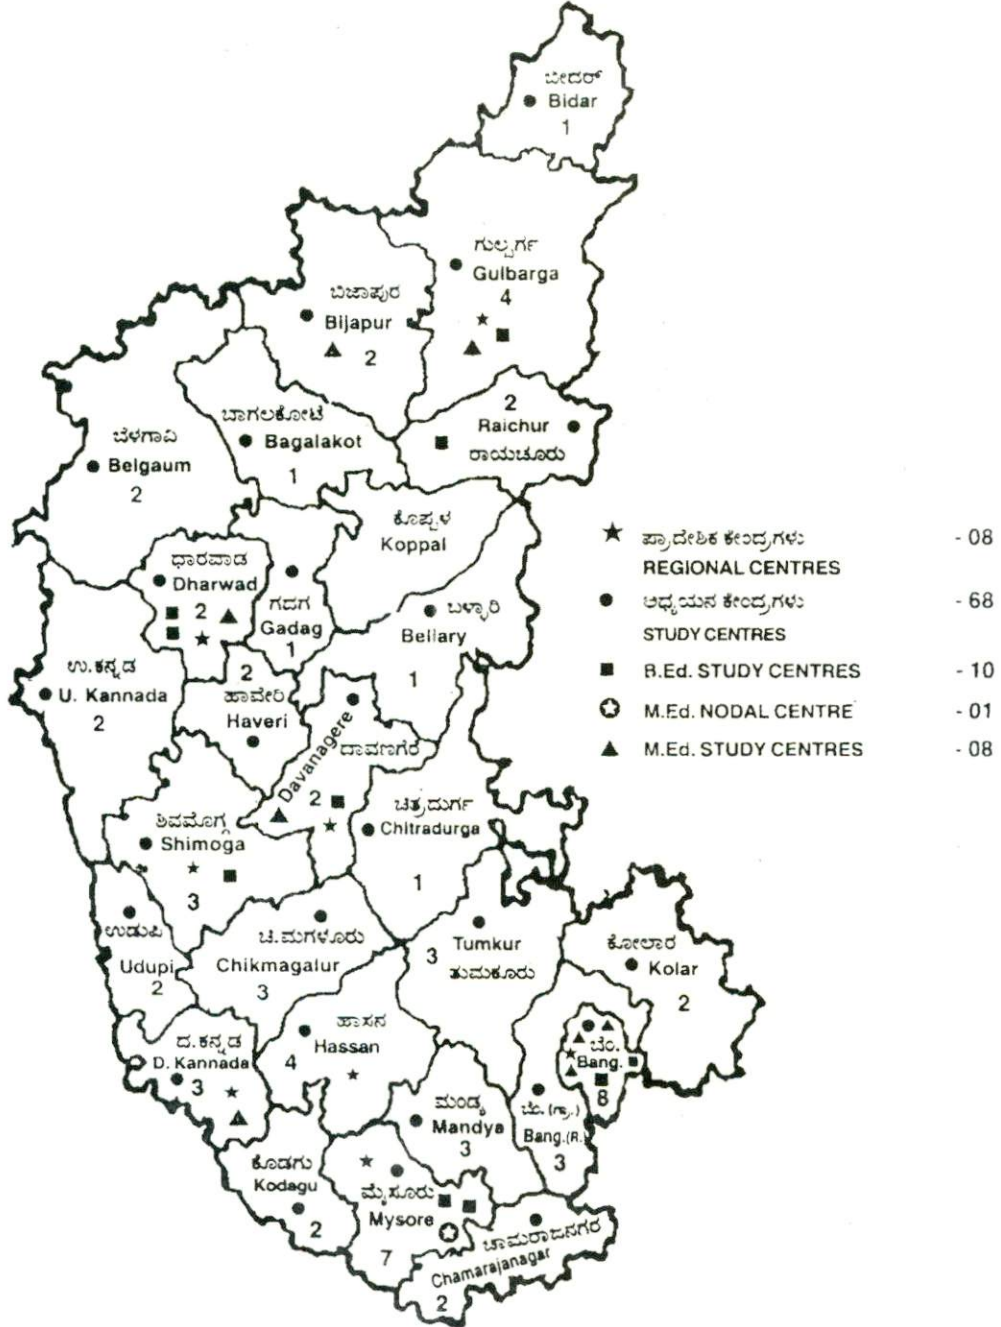 ಬೀದರ್
Bidar
1
ಗುಲ್ಬರ್ಗ
Gulbarga
4
ಬಿಜಾಪುರ
Bijapur
2
2
Raichur
ರಾಯಚೂರು
ಬಾಗಲಕೋಟೆ
Bagalakot
1
ಬೆಳಗಾವಿ
Belgaum
2
ಕೊಪ್ಪಳ
Koppal
ಧಾರವಾಡ
Dharwad
2
ಗದಗ
Gadag
1
ಬಳ್ಳಾರಿ
Bellary
1
ಉ.ಕನ್ನಡ
U. Kannada
2
2
ಹಾವೇರಿ
Haveri
Davanagere
ದಾವಣಗೆರೆ
2
ಚಿತ್ರದುರ್ಗ
Chitradurga
1
ಶಿವಮೊಗ್ಗ
Shimoga
3
ಉಡುಪಿ
Udupi
2
ಚಿ.ಮಗಳೂರು
Chikmagalur
3
3
Tumkur
ತುಮಕೂರು
ಕೋಲಾರ
Kolar
2
ದ.ಕನ್ನಡ
D. Kannada
3
ಹಾಸನ
Hassan
4
ಬೆಂ.
Bang.
8
ಬೆಂ.(ಗ್ರಾ.)
Bang.(R.)
3
ಮಂಡ್ಯ
Mandya
3
ಕೊಡಗು
Kodagu
2
ಮೈಸೂರು
Mysore
7
ಚಾಮರಾಜನಗರ
Chamarajanagar
2
ಪ್ರಾದೇಶಿಕ ಕೇಂದ್ರಗಳು - 08
REGIONAL CENTRES
ಅಧ್ಯಯನ ಕೇಂದ್ರಗಳು - 68
STUDY CENTRES
B.Ed. STUDY CENTRES - 10
M.Ed. NODAL CENTRE - 01
M.Ed. STUDY CENTRES - 08